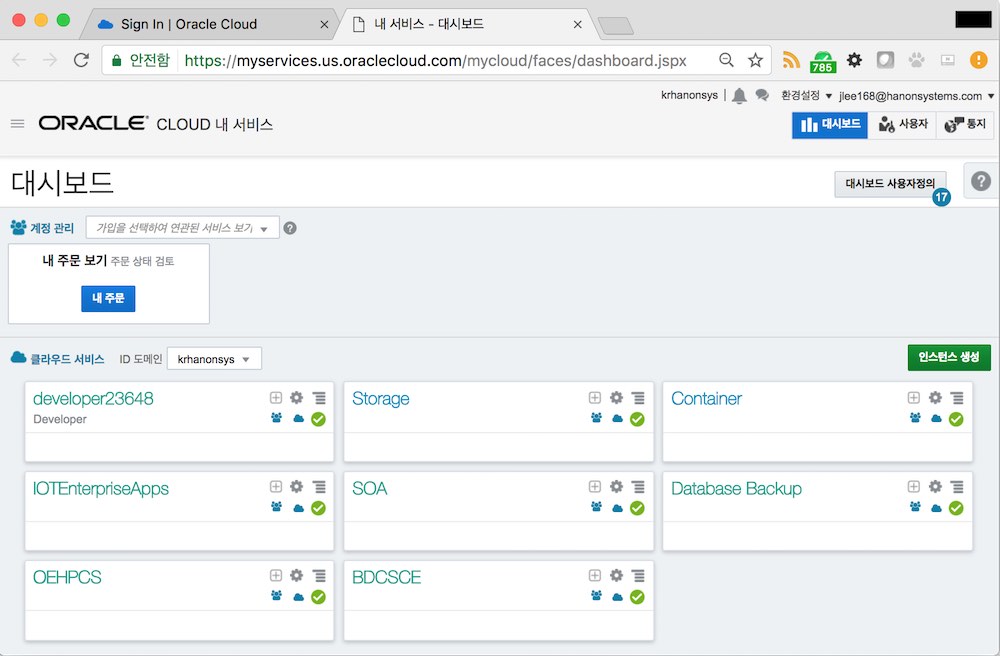 Sign In | Oracle Cloud
내 서비스 - 대시보드
안전함 https://myservices.us.oraclecloud.com/mycloud/faces/dashboard.jspx
785
krhanonsys 환경설정 jlee168@hanonsystems.com
ORACLE CLOUD 내 서비스
대시보드 사용자 통지
대시보드
대시보드 사용자정의
17
계정 관리 가입을 선택하여 연관된 서비스 보기
내 주문 보기 주문 상태 검토
내 주문
클라우드 서비스 ID 도메인 krhanonsys 인스턴스 생성
developer23648
Developer
Storage
Container
IOTEnterpriseApps
SOA
Database Backup
OEHPCS
BDCSCE